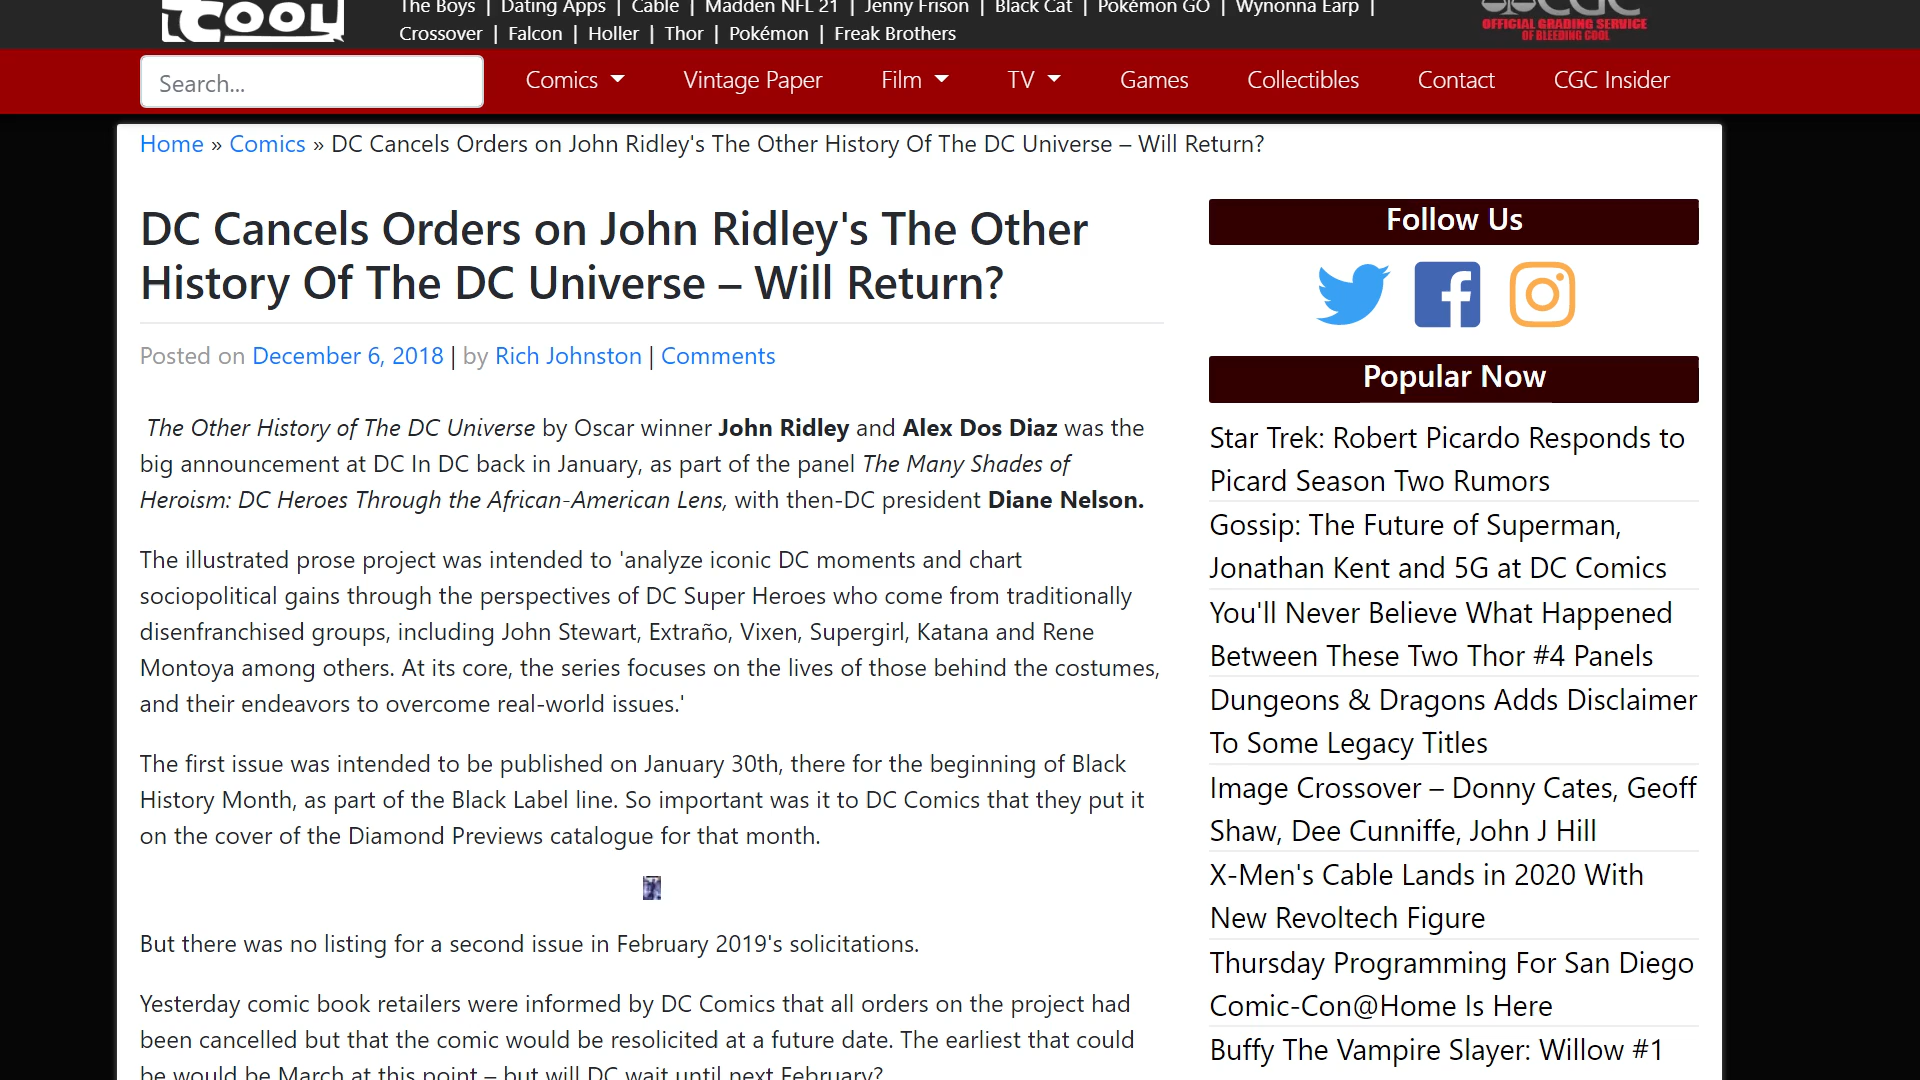 COOL
The Boys | Dating Apps | Cable | Madden NFL 21 | Jenny Frison | Black Cat | Pokémon GO | Wynonna Earp |
Crossover | Falcon | Holler | Thor | Pokémon | Freak Brothers
CGC
OFFICIAL GRADING SERVICE
OF BLEEDING COOL
Search...
Comics
Vintage Paper
Film
TV
Games
Collectibles
Contact
CGC Insider
Home » Comics » DC Cancels Orders on John Ridley's The Other History Of The DC Universe – Will Return?
DC Cancels Orders on John Ridley's The Other
History Of The DC Universe – Will Return?
Posted on December 6, 2018 | by Rich Johnston | Comments
The Other History of The DC Universe by Oscar winner John Ridley and Alex Dos Diaz was the
big announcement at DC In DC back in January, as part of the panel The Many Shades of
Heroism: DC Heroes Through the African-American Lens, with then-DC president Diane Nelson.
The illustrated prose project was intended to 'analyze iconic DC moments and chart
sociopolitical gains through the perspectives of DC Super Heroes who come from traditionally
disenfranchised groups, including John Stewart, Extraño, Vixen, Supergirl, Katana and Rene
Montoya among others. At its core, the series focuses on the lives of those behind the costumes,
and their endeavors to overcome real-world issues.'
The first issue was intended to be published on January 30th, there for the beginning of Black
History Month, as part of the Black Label line. So important was it to DC Comics that they put it
on the cover of the Diamond Previews catalogue for that month.
But there was no listing for a second issue in February 2019's solicitations.
Yesterday comic book retailers were informed by DC Comics that all orders on the project had
been cancelled but that the comic would be resolicited at a future date. The earliest that could
be would be March at this point – but will DC wait until next February?
Follow Us
Popular Now
Star Trek: Robert Picardo Responds to
Picard Season Two Rumors
Gossip: The Future of Superman,
Jonathan Kent and 5G at DC Comics
You'll Never Believe What Happened
Between These Two Thor #4 Panels
Dungeons & Dragons Adds Disclaimer
To Some Legacy Titles
Image Crossover – Donny Cates, Geoff
Shaw, Dee Cunniffe, John J Hill
X-Men's Cable Lands in 2020 With
New Revoltech Figure
Thursday Programming For San Diego
Comic-Con@Home Is Here
Buffy The Vampire Slayer: Willow #1